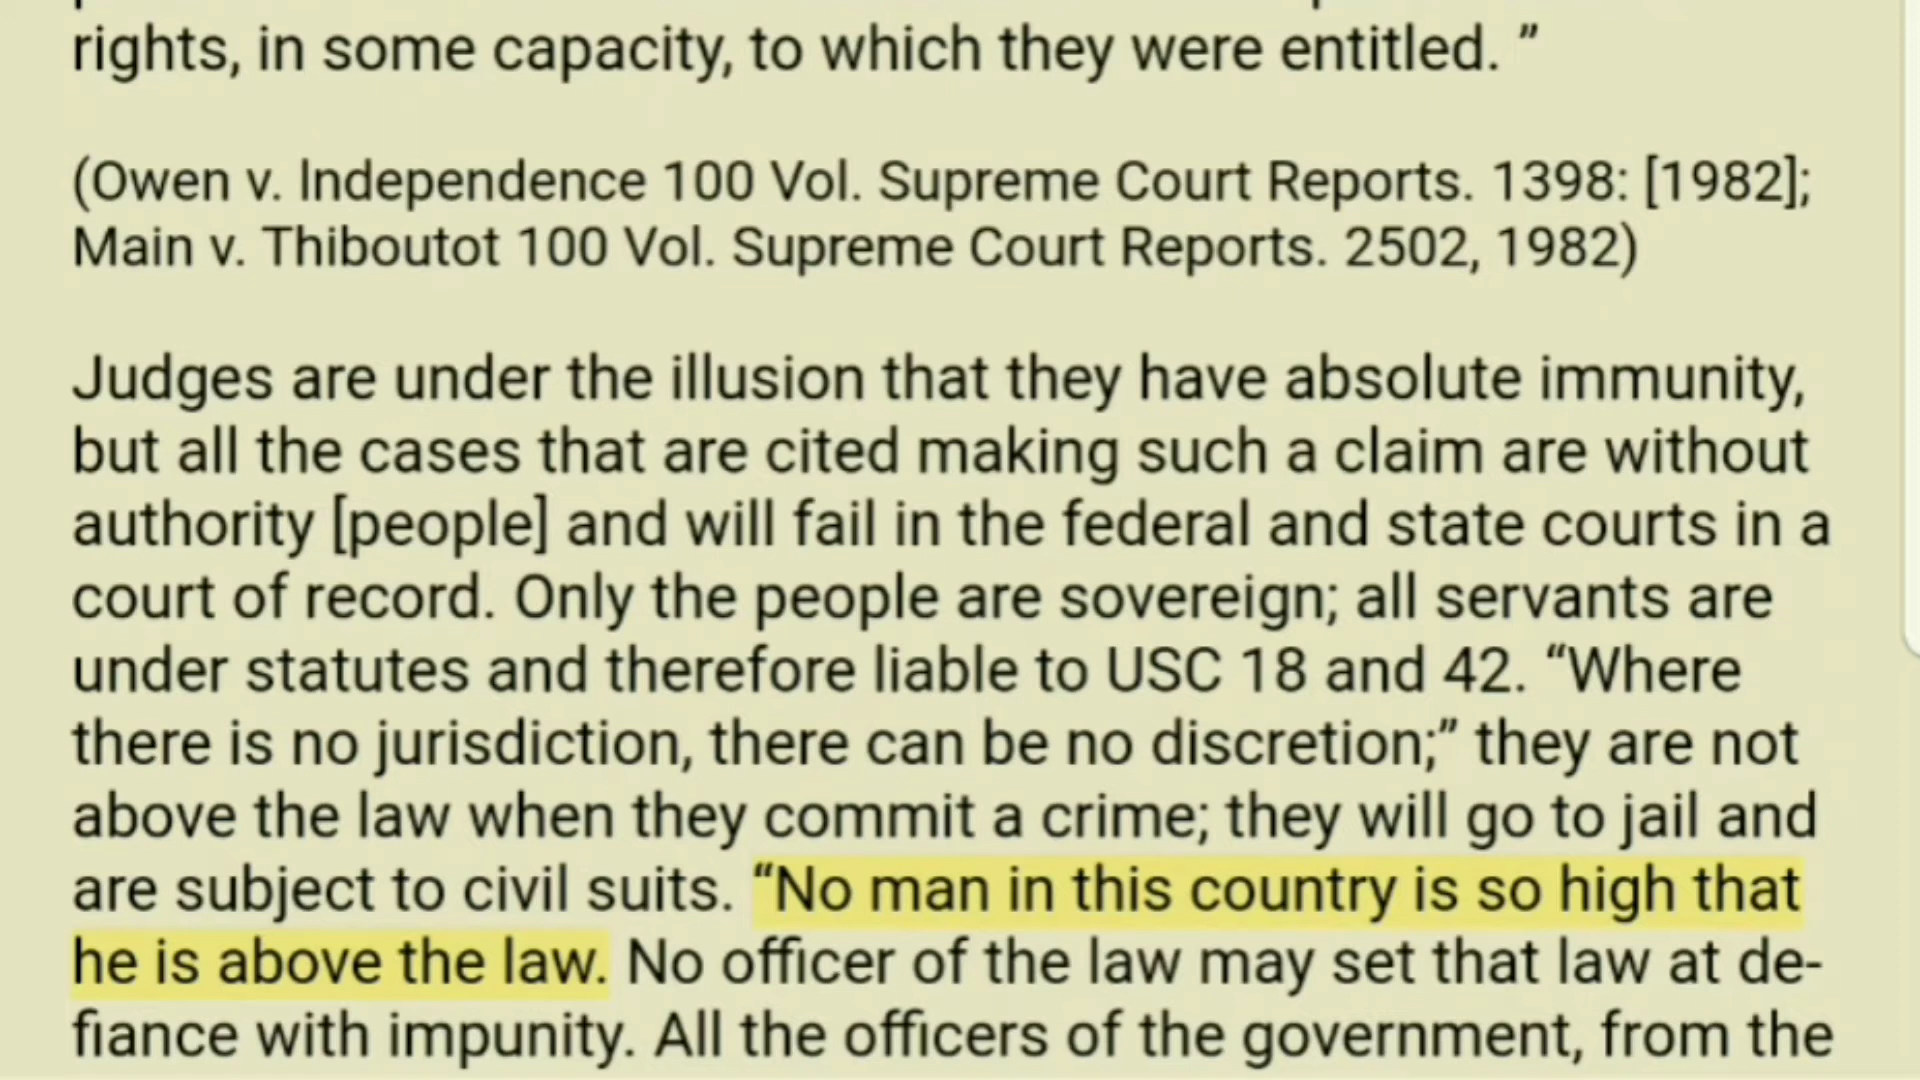 rights, in some capacity, to which they were entitled. ”
(Owen v. Independence 100 Vol. Supreme Court Reports. 1398: [1982];
Main v. Thiboutot 100 Vol. Supreme Court Reports. 2502, 1982)
Judges are under the illusion that they have absolute immunity,
but all the cases that are cited making such a claim are without
authority [people] and will fail in the federal and state courts in a
court of record. Only the people are sovereign; all servants are
under statutes and therefore liable to USC 18 and 42. “Where
there is no jurisdiction, there can be no discretion;” they are not
above the law when they commit a crime; they will go to jail and
are subject to civil suits. “No man in this country is so high that
he is above the law. No officer of the law may set that law at de-
fiance with impunity. All the officers of the government, from the